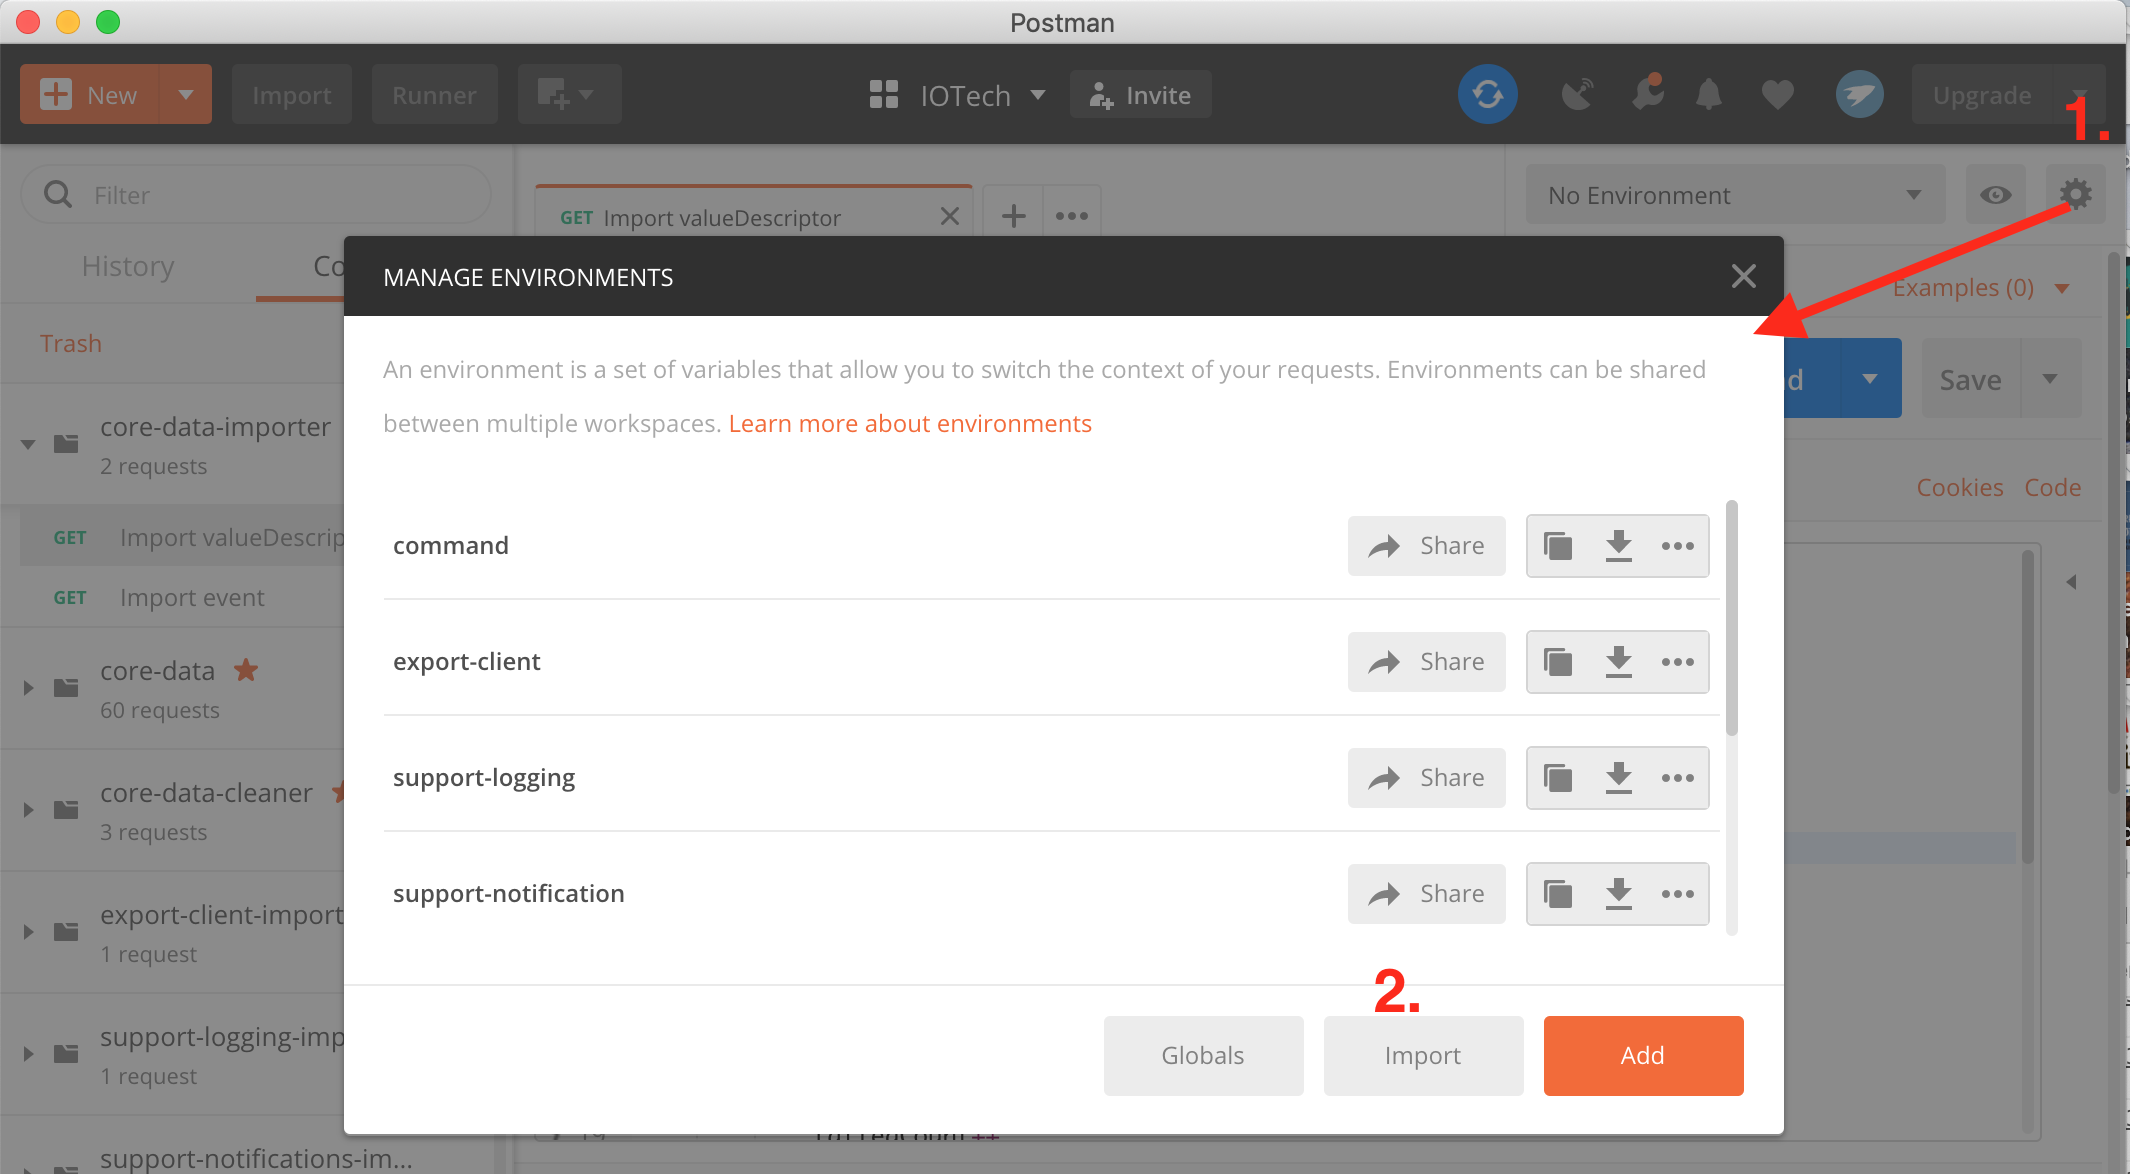 Postman
New
Import
Runner
IOTech
Invite
Upgrade
1.
Filter
GET Import valueDescriptor
No Environment
History
MANAGE ENVIRONMENTS
Examples (0)
Trash
An environment is a set of variables that allow you to switch the context of your requests. Environments can be shared
between multiple workspaces. Learn more about environments
Save
core-data-importer
2 requests
Cookies Code
GET Import valueDescrip
GET Import event
command Share
export-client Share
support-logging Share
support-notification Share
core-data
60 requests
core-data-cleaner
3 requests
export-client-import
1 request
2.
support-logging-imp
1 request
Globals
Import
Add
support-notifications-im...